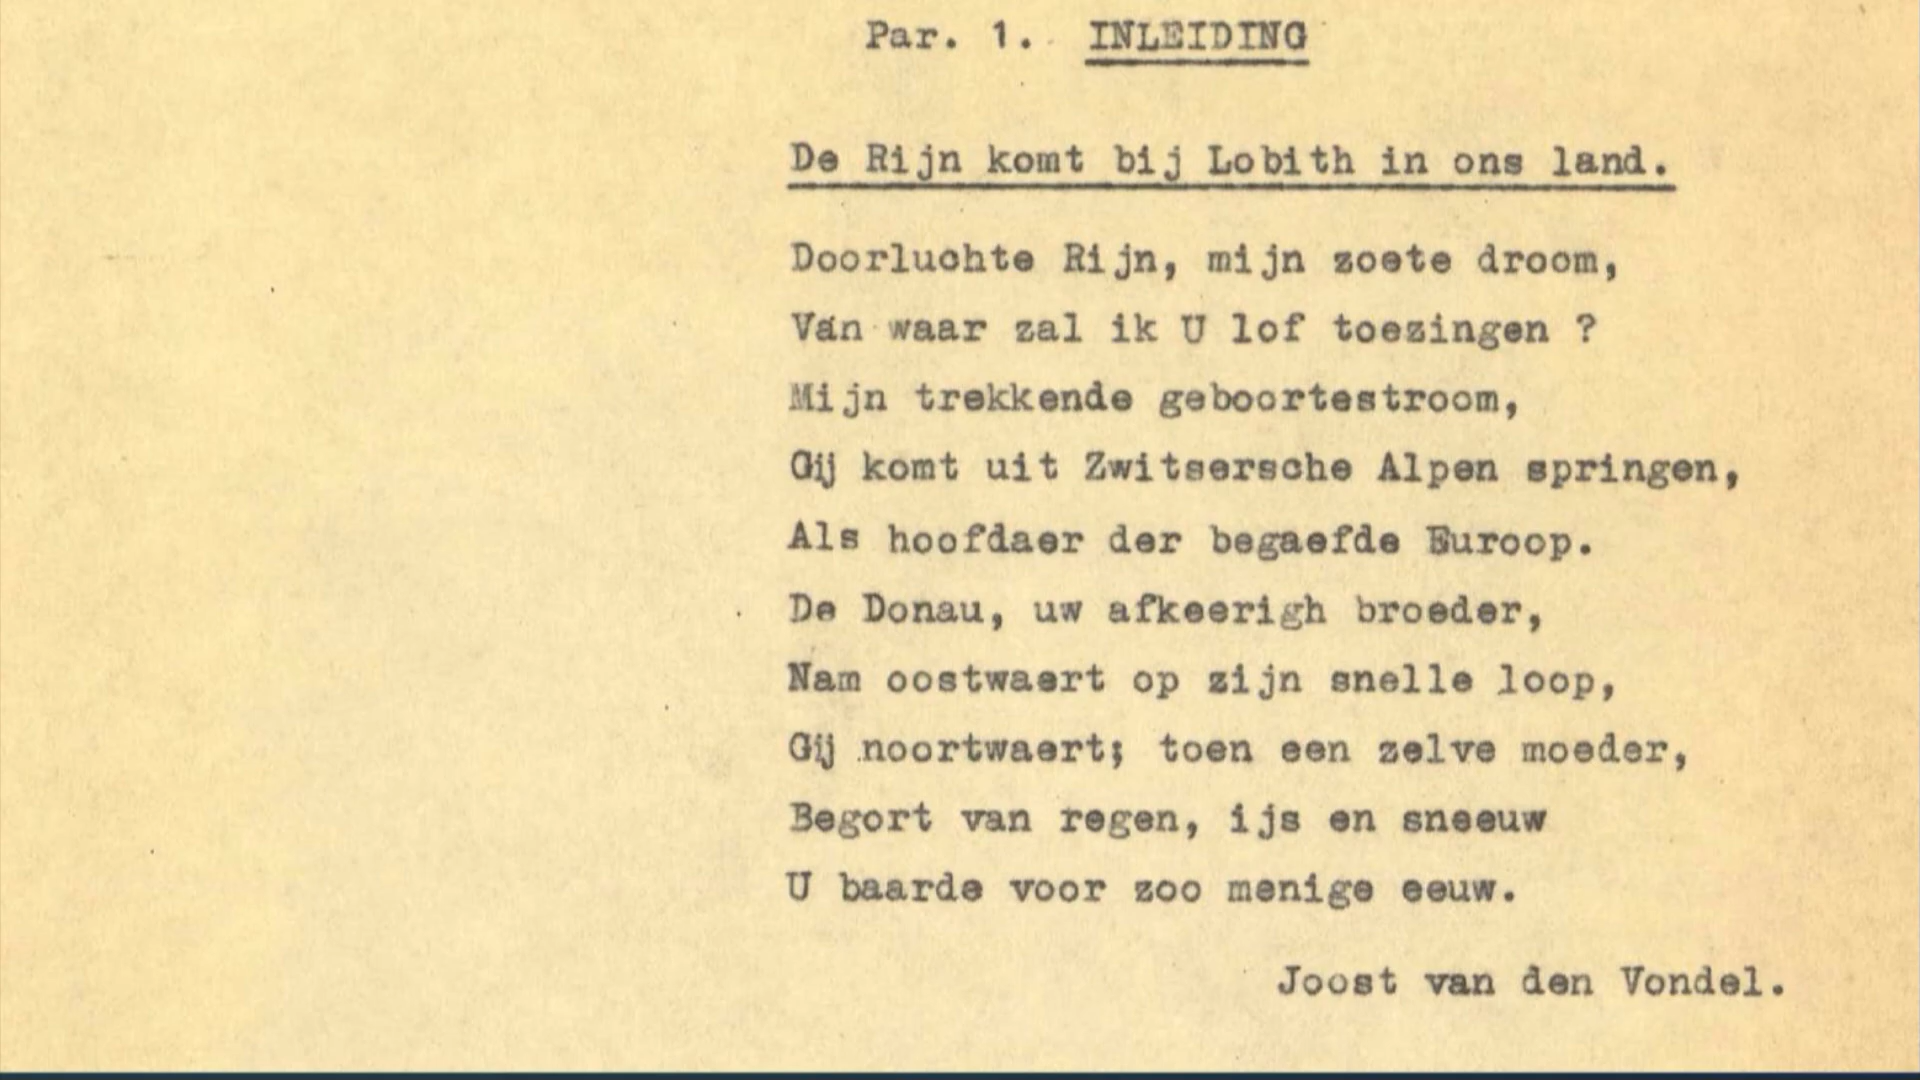 Par. 1. INLEIDING
De Rijn komt bij Lobith in ons land.
Doorluchte Rijn, mijn zoete droom,
Van waar zal ik U lof toezingen ?
Mijn trekkende geboortestroom,
Gij komt uit Zwitsersche Alpen springen,
Als hoofdaer der begaefde Euroop.
De Donau, uw afkeerigh broeder,
Nam oostwaert op zijn snelle loop,
Gij noortwaert; toen een zelve moeder,
Begort van regen, ijs en sneeuw
U baarde voor zoo menige eeuw.
Joost van den Vondel.